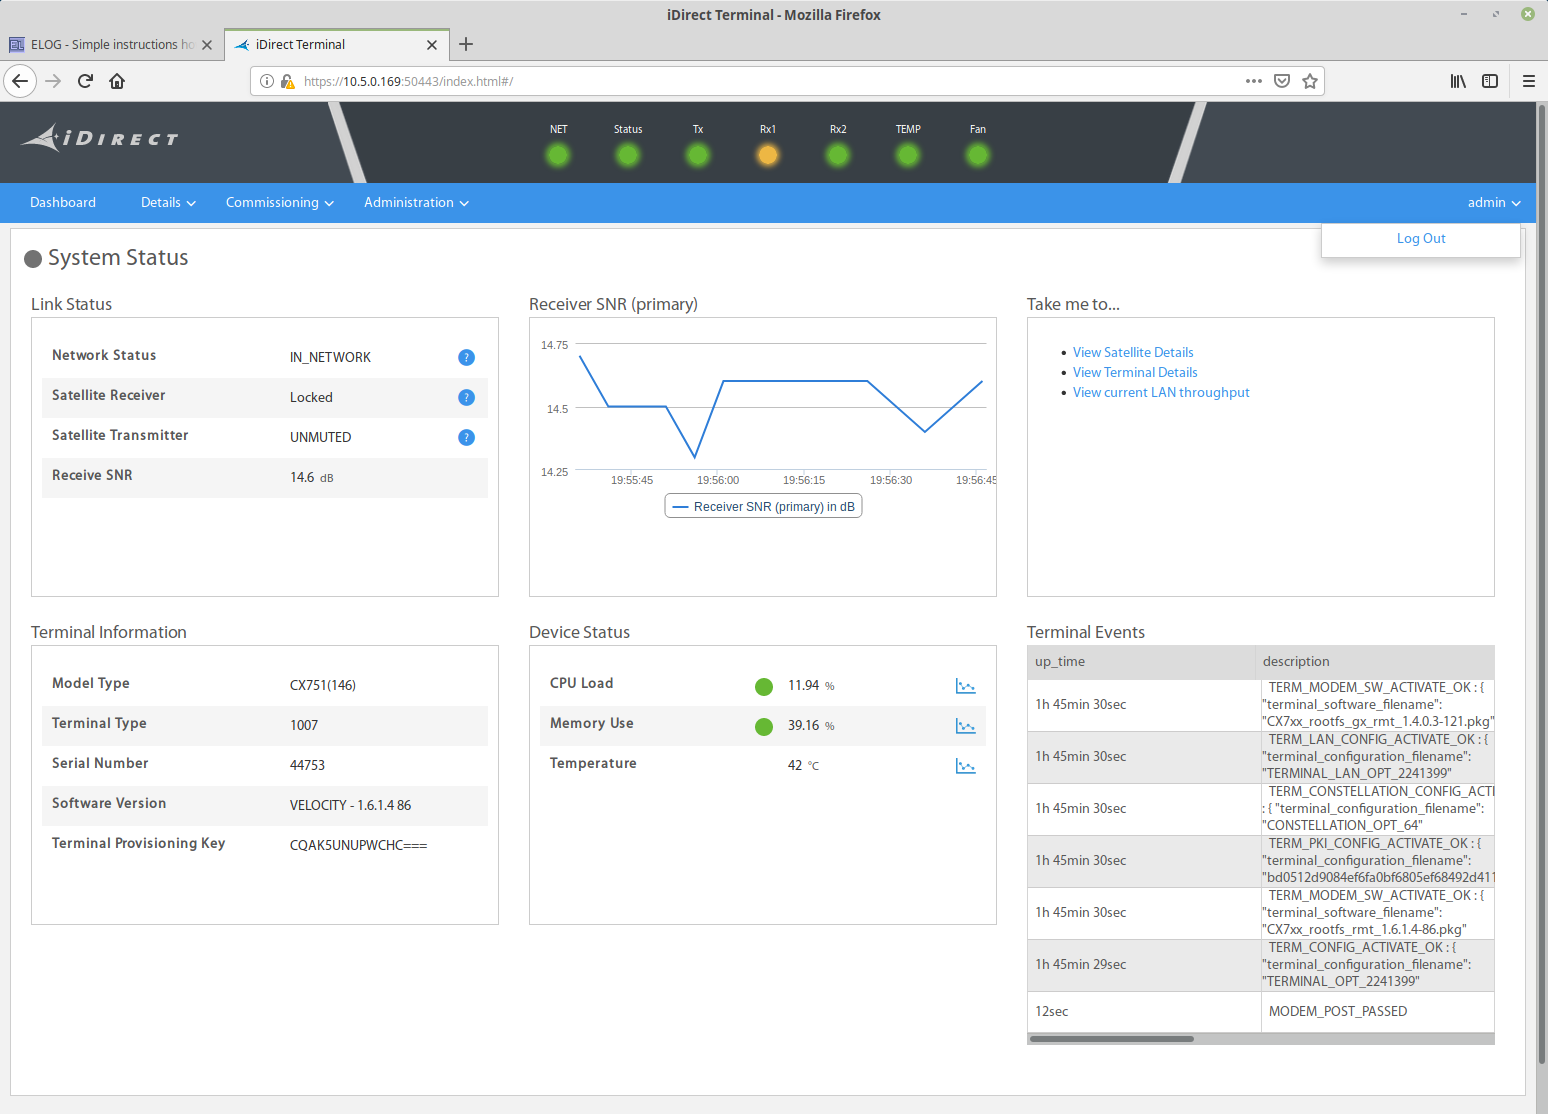 iDirect Terminal - Mozilla Firefox
ELOG - Simple instructions ho
iDirect Terminal
https://10.5.0.169:50443/index.html#/
iDIRECT
NET Status Tx Rx1 Rx2 TEMP Fan
Dashboard Details Commissioning Administration admin
Log Out
System Status
Link Status
Network Status IN_NETWORK ?
Satellite Receiver Locked ?
Satellite Transmitter UNMUTED ?
Receive SNR 14.6 dB
Receiver SNR (primary)
14.75
14.5
14.25
19:55:45 19:56:00 19:56:15 19:56:30 19:56:45
Receiver SNR (primary) in dB
Take me to...
View Satellite Details
View Terminal Details
View current LAN throughput
Terminal Information
Model Type CX751(146)
Terminal Type 1007
Serial Number 44753
Software Version VELOCITY - 1.6.1.4 86
Terminal Provisioning Key CQAK5UNUPWCHC===
Device Status
CPU Load 11.94 %
Memory Use 39.16 %
Temperature 42 °C
Terminal Events
up_time description
1h 45min 30sec TERM_MODEM_SW_ACTIVATE_OK : {
"terminal_software_filename":
"CX7xx_rootfs_gx_rmt_1.4.0.3-121.pkg"
1h 45min 30sec TERM_LAN_CONFIG_ACTIVATE_OK : {
"terminal_configuration_filename":
"TERMINAL_LAN_OPT_2241399"
1h 45min 30sec TERM_CONSTELLATION_CONFIG_ACTI
: { "terminal_configuration_filename":
"CONSTELLATION_OPT_64"
1h 45min 30sec TERM_PKI_CONFIG_ACTIVATE_OK : {
"terminal_configuration_filename":
"bd0512d9084ef6fa0bf6805ef68492d411
1h 45min 30sec TERM_MODEM_SW_ACTIVATE_OK : {
"terminal_software_filename":
"CX7xx_rootfs_rmt_1.6.1.4-86.pkg"
1h 45min 29sec TERM_CONFIG_ACTIVATE_OK : {
"terminal_configuration_filename":
"TERMINAL_OPT_2241399"
12sec MODEM_POST_PASSED